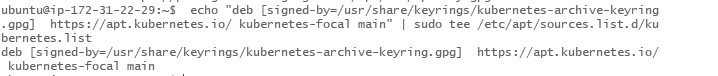 ubuntu@ip-172-31-22-29:~$  echo "deb [signed-by=/usr/share/keyrings/kubernetes-archive-keyring
.gpg]  https://apt.kubernetes.io/ kubernetes-focal main" | sudo tee /etc/apt/sources.list.d/ku
bernetes.list
deb [signed-by=/usr/share/keyrings/kubernetes-archive-keyring.gpg]  https://apt.kubernetes.io/
 kubernetes-focal main